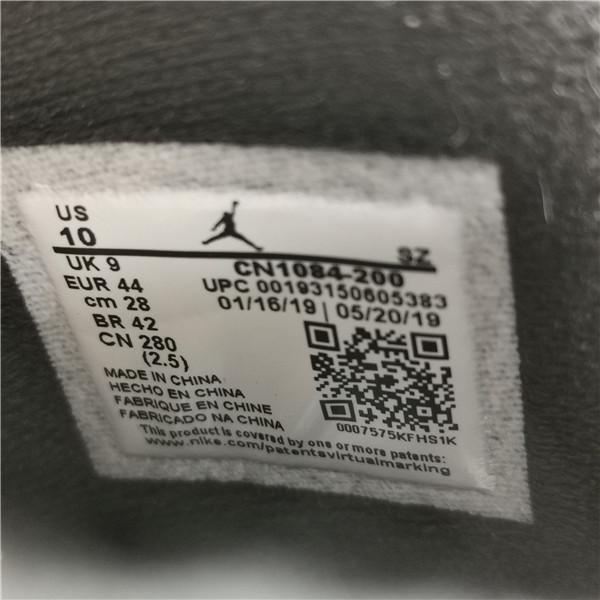 US
10
SZ
UK 9
EUR 44
cm 28
BR 42
CN 280
(2.5)
CN1084-200
UPC 00193150605383
01/16/19 | 05/20/19
MADE IN CHINA
HECHO EN CHINA
FABRIQUE EN CHINE
FABRICADO NA CHINA
0007575KFHS1K
This product is covered by one or more patents:
www.nike.com/patentsvirtualmarking